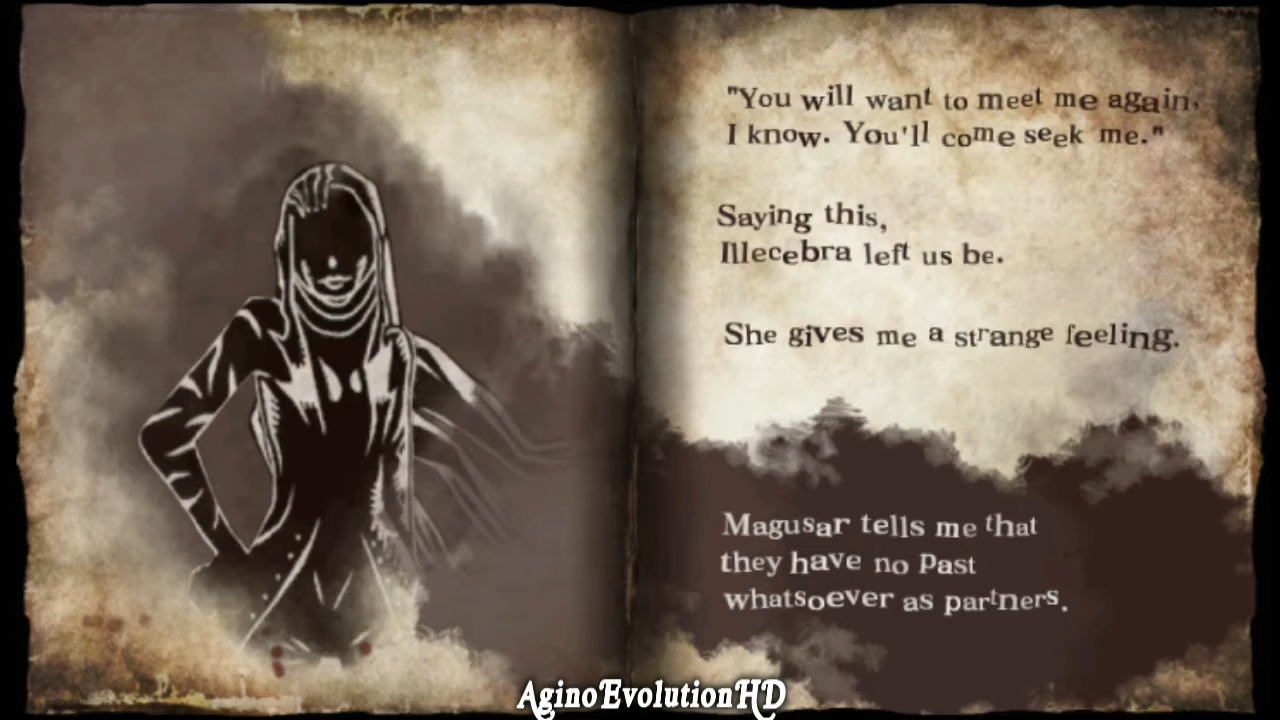 "You will want to meet me again,
I know. You'll come seek me."
Saying this,
Illecebra left us be.
She gives me a strange feeling.
Magusar tells me that
they have no past
whatsoever as partners.
AginoEvolutionHD